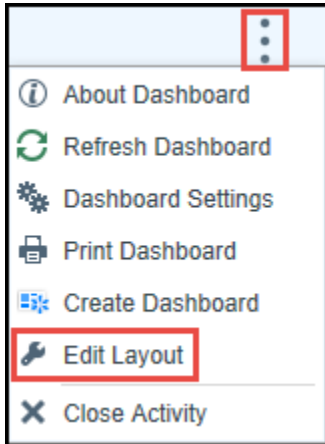 About Dashboard
Refresh Dashboard
Dashboard Settings
Print Dashboard
Create Dashboard
Edit Layout
Close Activity